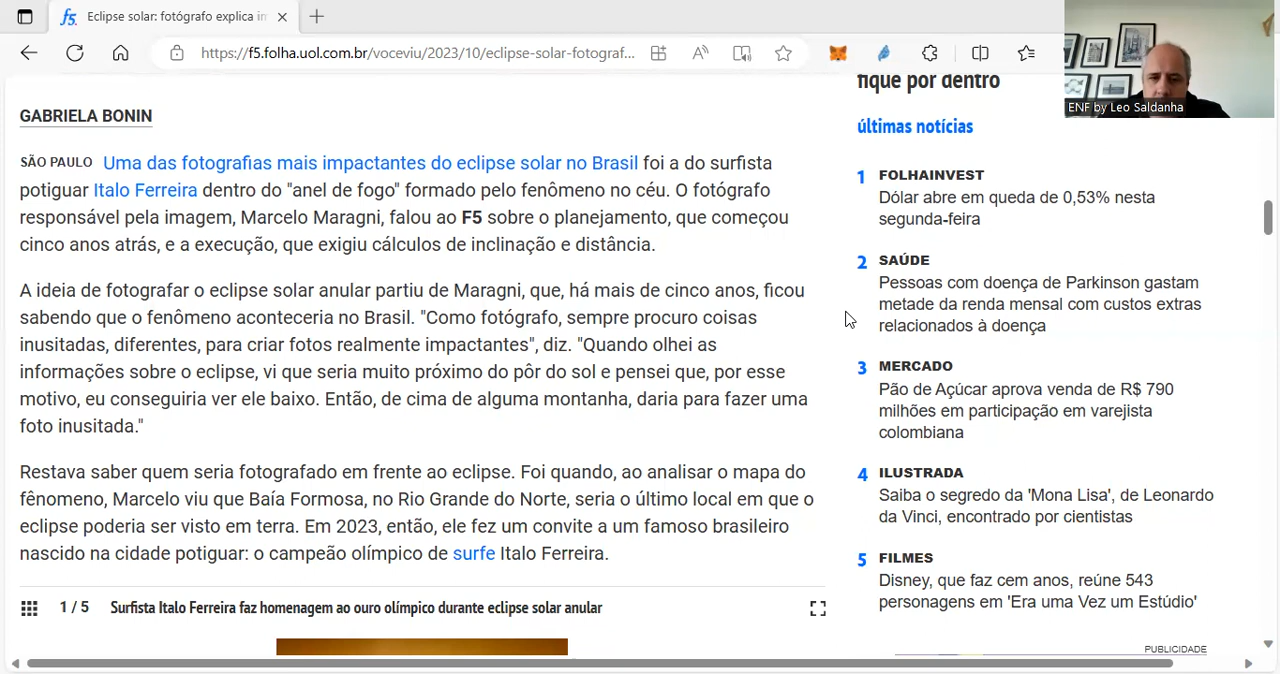 f5 Eclipse solar: fotógrafo explica im
https://f5.folha.uol.com.br/voceviu/2023/10/eclipse-solar-fotograf...
ENF by Leo Saldanha
GABRIELA BONIN
SÃO PAULO Uma das fotografias mais impactantes do eclipse solar no Brasil foi a do surfista
potiguar Italo Ferreira dentro do "anel de fogo" formado pelo fenômeno no céu. O fotógrafo
responsável pela imagem, Marcelo Maragni, falou ao F5 sobre o planejamento, que começou
cinco anos atrás, e a execução, que exigiu cálculos de inclinação e distância.
A ideia de fotografar o eclipse solar anular partiu de Maragni, que, há mais de cinco anos, ficou
sabendo que o fenômeno aconteceria no Brasil. "Como fotógrafo, sempre procuro coisas
inusitadas, diferentes, para criar fotos realmente impactantes", diz. "Quando olhei as
informações sobre o eclipse, vi que seria muito próximo do pôr do sol e pensei que, por esse
motivo, eu conseguiria ver ele baixo. Então, de cima de alguma montanha, daria para fazer uma
foto inusitada."
Restava saber quem seria fotografado em frente ao eclipse. Foi quando, ao analisar o mapa do
fênomeno, Marcelo viu que Baía Formosa, no Rio Grande do Norte, seria o último local em que o
eclipse poderia ser visto em terra. Em 2023, então, ele fez um convite a um famoso brasileiro
nascido na cidade potiguar: o campeão olímpico de surfe Italo Ferreira.
1 / 5 Surfista Italo Ferreira faz homenagem ao ouro olímpico durante eclipse solar anular
fique por dentro
últimas notícias
1 FOLHAINVEST
Dólar abre em queda de 0,53% nesta
segunda-feira
2 SAÚDE
Pessoas com doença de Parkinson gastam
metade da renda mensal com custos extras
relacionados à doença
3 MERCADO
Pão de Açúcar aprova venda de R$ 790
milhões em participação em varejista
colombiana
4 ILUSTRADA
Saiba o segredo da 'Mona Lisa', de Leonardo
da Vinci, encontrado por cientistas
5 FILMES
Disney, que faz cem anos, reúne 543
personagens em 'Era uma Vez um Estúdio'
PUBLICIDADE